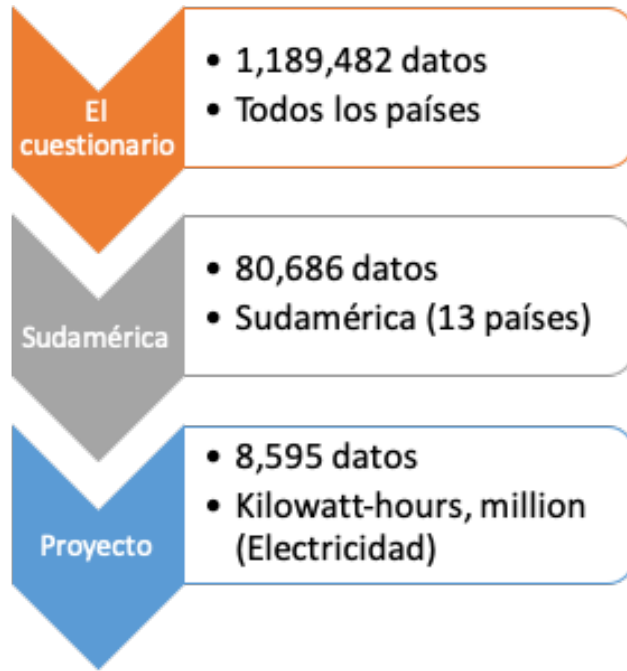 El
cuestionario
• 1,189,482 datos
• Todos los países
Sudamérica
• 80,686 datos
• Sudamérica (13 países)
Proyecto
• 8,595 datos
• Kilowatt-hours, million
(Electricidad)